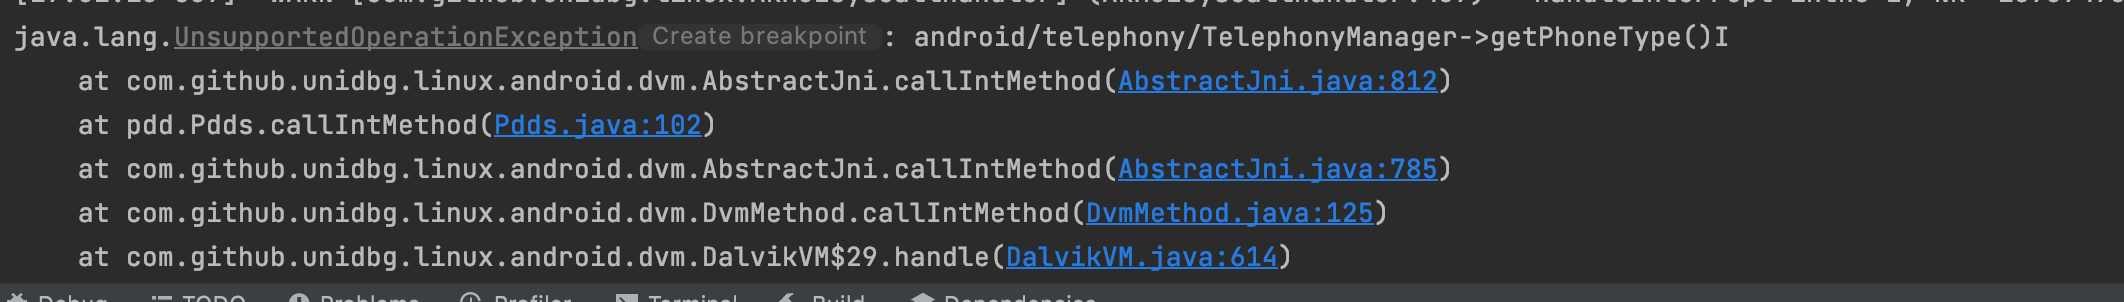 java.lang.UnsupportedOperationException Create breakpoint : android/telephony/TelephonyManager->getPhoneType()I
at com.github.unidbg.linux.android.dvm.AbstractJni.callIntMethod(AbstractJni.java:812)
at pdd.Pdds.callIntMethod(Pdds.java:102)
at com.github.unidbg.linux.android.dvm.AbstractJni.callIntMethod(AbstractJni.java:785)
at com.github.unidbg.linux.android.dvm.DvmMethod.callIntMethod(DvmMethod.java:125)
at com.github.unidbg.linux.android.dvm.DalvikVM$29.handle(DalvikVM.java:614)
Debug TODO Problems Profiler Terminal Build Dependencies